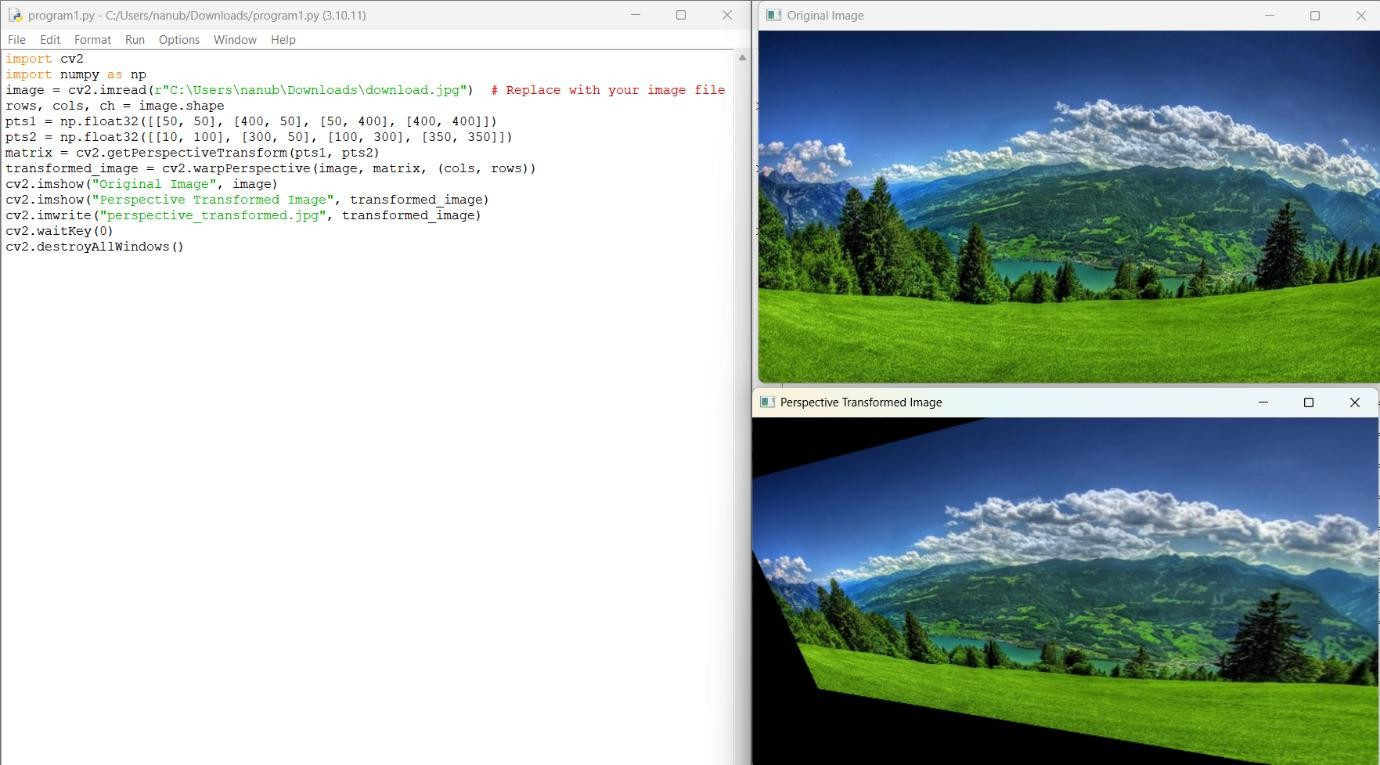 program1.py - C:/Users/nanub/Downloads/program1.py (3.10.11)
File Edit Format Run Options Window Help
import cv2
import numpy as np
image = cv2.imread(r"C:\Users\nanub\Downloads\download.jpg")  # Replace with your image file
rows, cols, ch = image.shape
pts1 = np.float32([[50, 50], [400, 50], [50, 400], [400, 400]])
pts2 = np.float32([[10, 100], [300, 50], [100, 300], [350, 350]])
matrix = cv2.getPerspectiveTransform(pts1, pts2)
transformed_image = cv2.warpPerspective(image, matrix, (cols, rows))
cv2.imshow("Original Image", image)
cv2.imshow("Perspective Transformed Image", transformed_image)
cv2.imwrite("perspective_transformed.jpg", transformed_image)
cv2.waitKey(0)
cv2.destroyAllWindows()
Original Image
Perspective Transformed Image